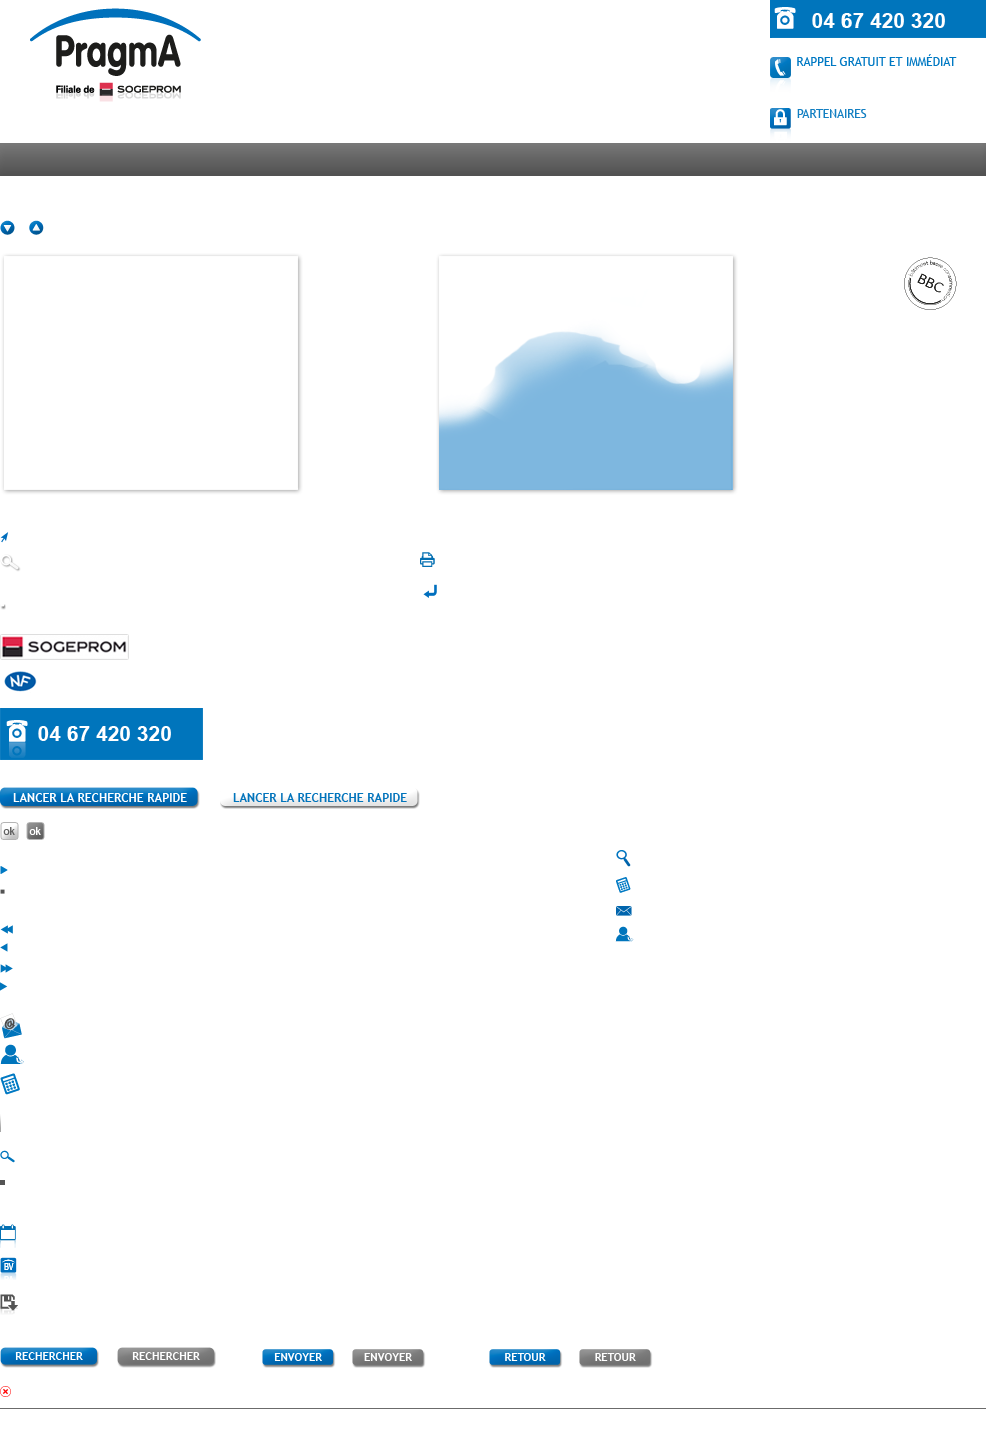 PragmA
Filiale de SOGEPROM
04 67 420 320
RAPPEL GRATUIT ET IMMÉDIAT
PARTENAIRES
BBC
SOGEPROM
NF
04 67 420 320
LANCER LA RECHERCHE RAPIDE LANCER LA RECHERCHE RAPIDE
ok ok
@
BV
RECHERCHER RECHERCHER ENVOYER ENVOYER RETOUR RETOUR